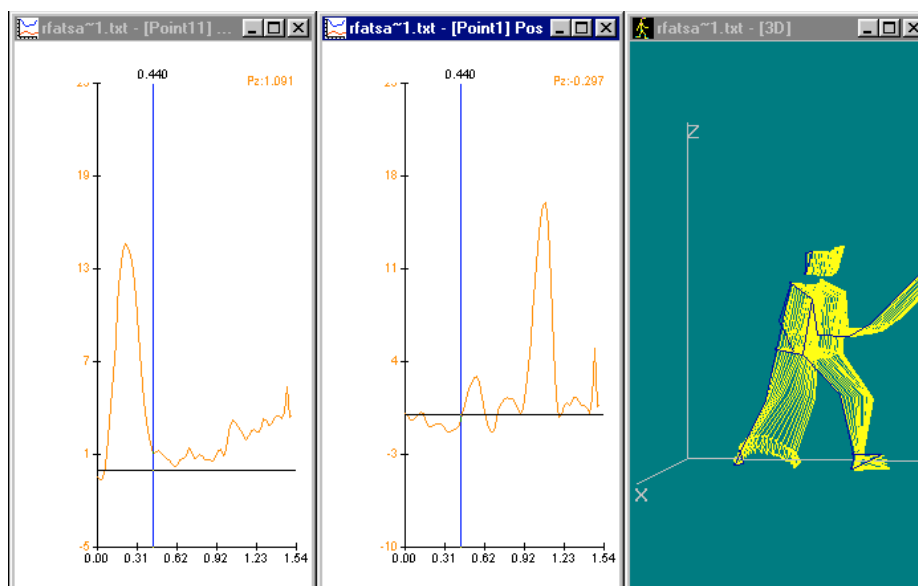 rfatsa~1.txt - [Point11] ...
0.440
Pz:1.091
19
13
7
1
-5
0.00 0.31 0.62 0.92 1.23 1.54
rfatsa~1.txt - [Point1] Pos
0.440
Pz:-0.297
18
11
4
-3
-10
0.00 0.31 0.62 0.92 1.23 1.54
rfatsa~1.txt - [3D]
Z
X